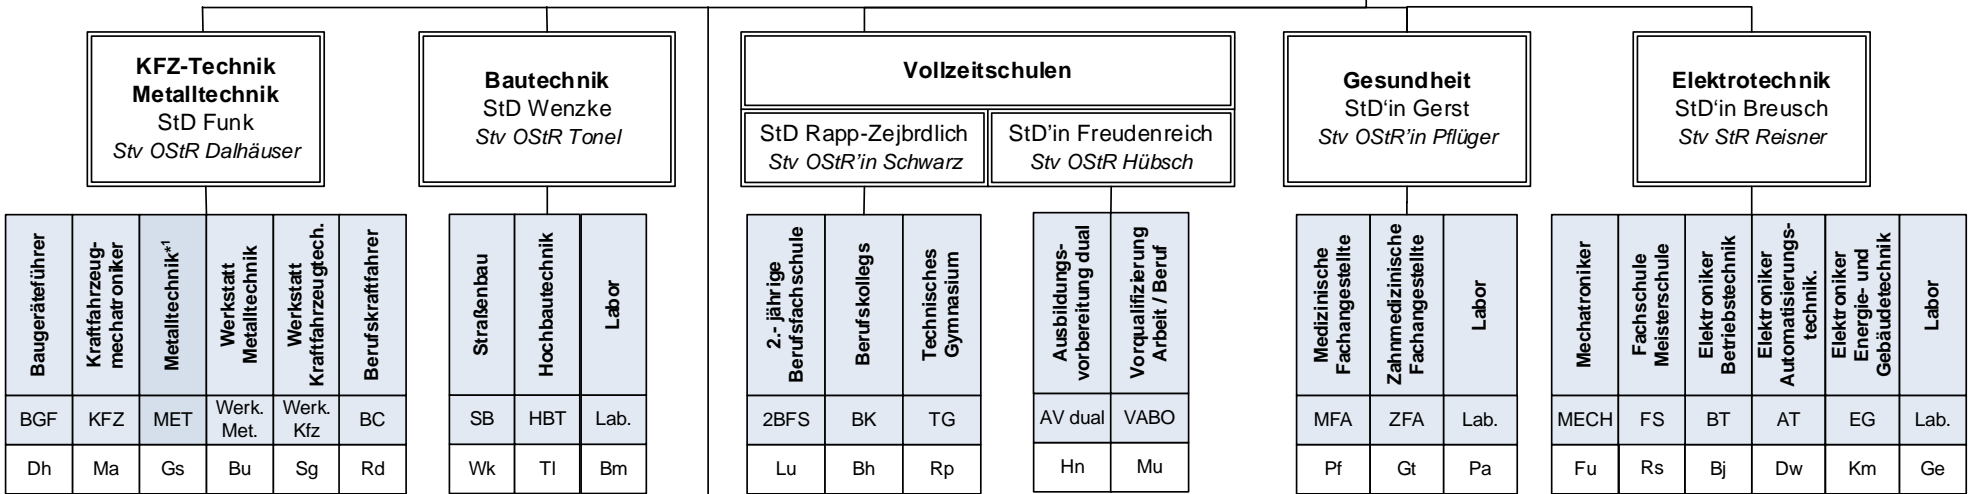 KFZ-Technik
Metalltechnik
StD Funk
Stv OStR Dalhäuser
Bautechnik
StD Wenzke
Stv OStR Tonel
Vollzeitschulen
StD Rapp-Zejbrdlich
Stv OStR’in Schwarz
StD’in Freudenreich
Stv OStR Hübsch
Gesundheit
StD‘in Gerst
Stv OStR’in Pflüger
Elektrotechnik
StD‘in Breusch
Stv StR Reisner
Baugeräteführer
Kraftfahrzeug-
mechatroniker
Metalltechnik*1
Werkstatt
Metalltechnik
Werkstatt
Kraftfahrzeugtech.
Berufskraftfahrer
BGF
KFZ
MET
Werk.
Met.
Werk.
Kfz
BC
Dh
Ma
Gs
Bu
Sg
Rd
Straßenbau
Hochbautechnik
Labor
SB
HBT
Lab.
Wk
Tl
Bm
2.- jährige
Berufsfachschule
Berufskollegs
Technisches
Gymnasium
2BFS
BK
TG
Lu
Bh
Rp
Ausbildungs-
vorbereitung dual
Vorqualifizierung
Arbeit / Beruf
AV dual
VABO
Hn
Mu
Medizinische
Fachangestellte
Zahnmedizinische
Fachangestellte
Labor
MFA
ZFA
Lab.
Pf
Gt
Pa
Mechatroniker
Fachschule
Meisterschule
Elektroniker
Betriebstechnik
Elektroniker
Automatisierungs-
technik.
Elektroniker
Energie- und
Gebäudetechnik
Labor
MECH
FS
BT
AT
EG
Lab.
Fu
Rs
Bj
Dw
Km
Ge